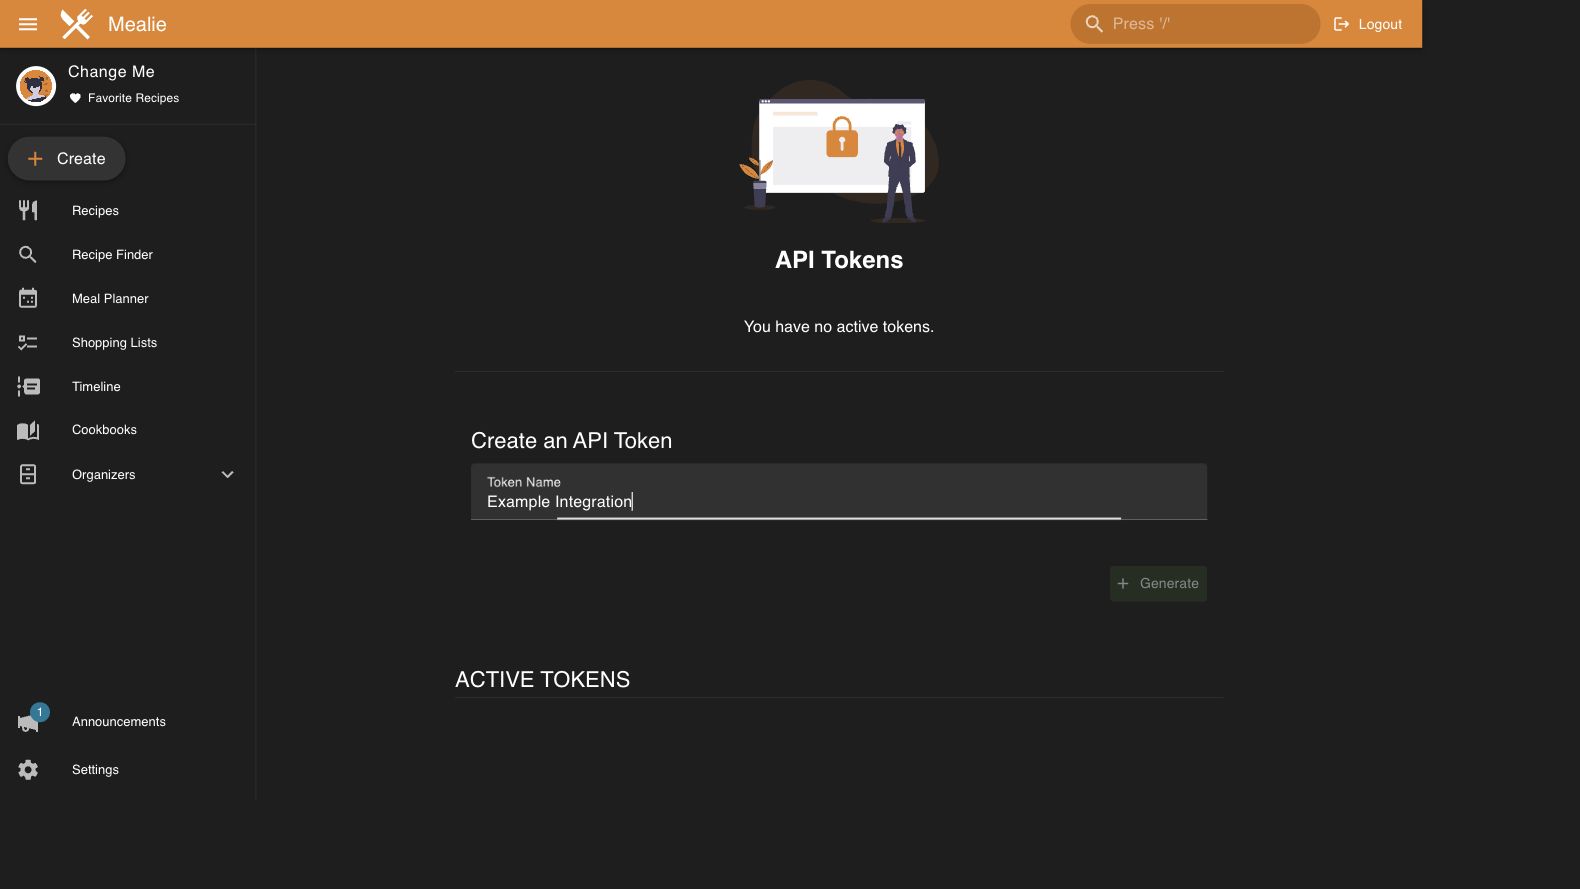 Mealie
Press '/'
Logout
Change Me
Favorite Recipes
Create
Recipes
Recipe Finder
Meal Planner
Shopping Lists
Timeline
Cookbooks
Organizers
1
Announcements
Settings
API Tokens
You have no active tokens.
Create an API Token
Token Name
Example Integration
Generate
ACTIVE TOKENS